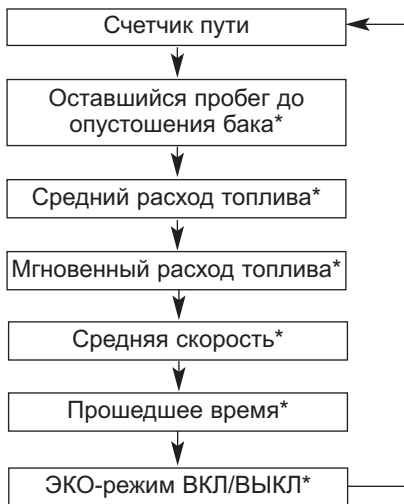 Счетчик пути
Оставшийся пробег до
опустошения бака*
Средний расход топлива*
Мгновенный расход топлива*
Средняя скорость*
Прошедшее время*
ЭКО-режим ВКЛ/ВЫКЛ*